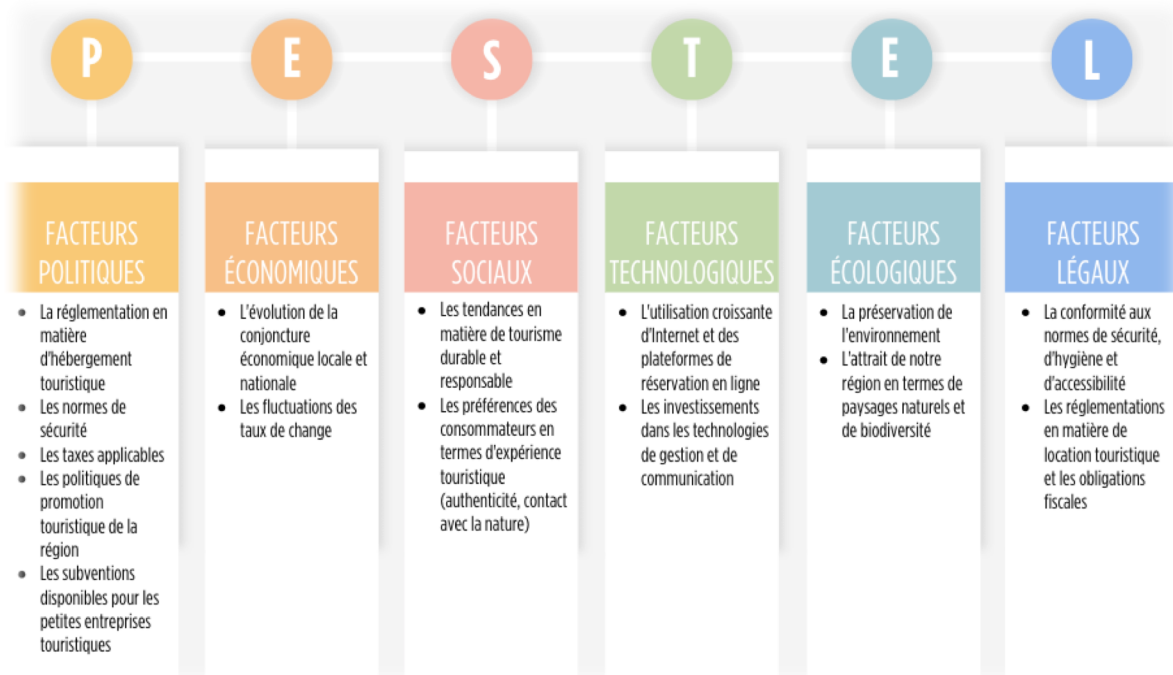 P
E
S
T
E
L
FACTEURS
POLITIQUES
• La réglementation en
matière
d'hébergement
touristique
• Les normes de
sécurité
• Les taxes applicables
• Les politiques de
promotion
touristique de la
région
• Les subventions
disponibles pour les
petites entreprises
touristiques
FACTEURS
ÉCONOMIQUES
• L'évolution de la
conjoncture
économique locale et
nationale
• Les fluctuations des
taux de change
FACTEURS
SOCIAUX
• Les tendances en
matière de tourisme
durable et
responsable
• Les préférences des
consommateurs en
termes d'expérience
touristique
(authenticité, contact
avec la nature)
FACTEURS
TECHNOLOGIQUES
• L'utilisation croissante
d'Internet et des
plateformes de
réservation en ligne
• Les investissements
dans les technologies
de gestion et de
communication
FACTEURS
ÉCOLOGIQUES
• La préservation de
l'environnement
• L'attrait de notre
région en termes de
paysages naturels et
de biodiversité
FACTEURS
LÉGAUX
• La conformité aux
normes de sécurité,
d'hygiène et
d'accessibilité
• Les réglementations
en matière de
location touristique
et les obligations
fiscales